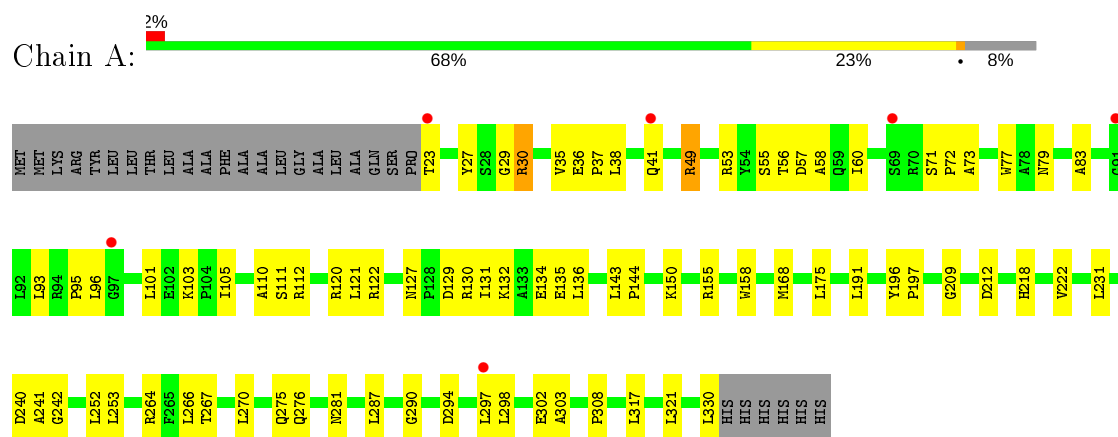 2%
Chain A:
68% 23% • 8%
MET MET LYS ARG TYR LEU LEU THR LEU ALA ALA PHE ALA ALA LEU GLY ALA LEU ALA GLN SER PRO T23 Y27 S28 G29 R30 V35 E36 P37 L38 Q41 R49 R53 Y54 S55 T56 D57 A58 Q59 I60 S69 R70 S71 P72 A73 W77 A78 N79 A83 G91
L92 L93 R94 P95 L96 G97 L101 E102 K103 P104 I105 A110 S111 R112 R120 L121 R122 N127 P128 D129 R130 I131 K132 A133 E134 E135 L136 L143 P144 K150 R155 W158 M168 L175 L191 Y196 P197 G209 D212 H218 V222 L231
D240 A241 G242 L252 L253 R264 F265 L266 T267 L270 Q275 Q276 N281 L287 G290 D294 L297 L298 E302 A303 P308 L317 L321 L330 HIS HIS HIS HIS HIS HIS